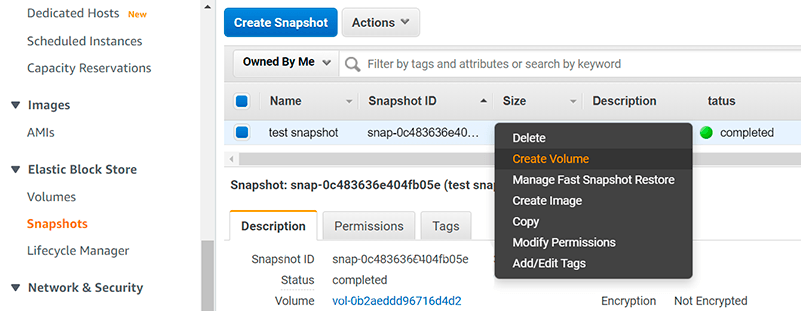 Dedicated Hosts New
Scheduled Instances
Capacity Reservations
Images
AMIs
Elastic Block Store
Volumes
Snapshots
Lifecycle Manager
Network & Security
Create Snapshot Actions
Owned By Me Filter by tags and attributes or search by keyword
Name Snapshot ID Size Description tatus
test snapshot snap-0c483636e40... completed
Delete
Create Volume
Manage Fast Snapshot Restore
Create Image
Copy
Modify Permissions
Add/Edit Tags
Snapshot: snap-0c483636e404fb05e (test snap
Description Permissions Tags
Snapshot ID snap-0c483636e404fb05e
Status completed
Volume vol-0b2aeddd96716d4d2 Encryption Not Encrypted